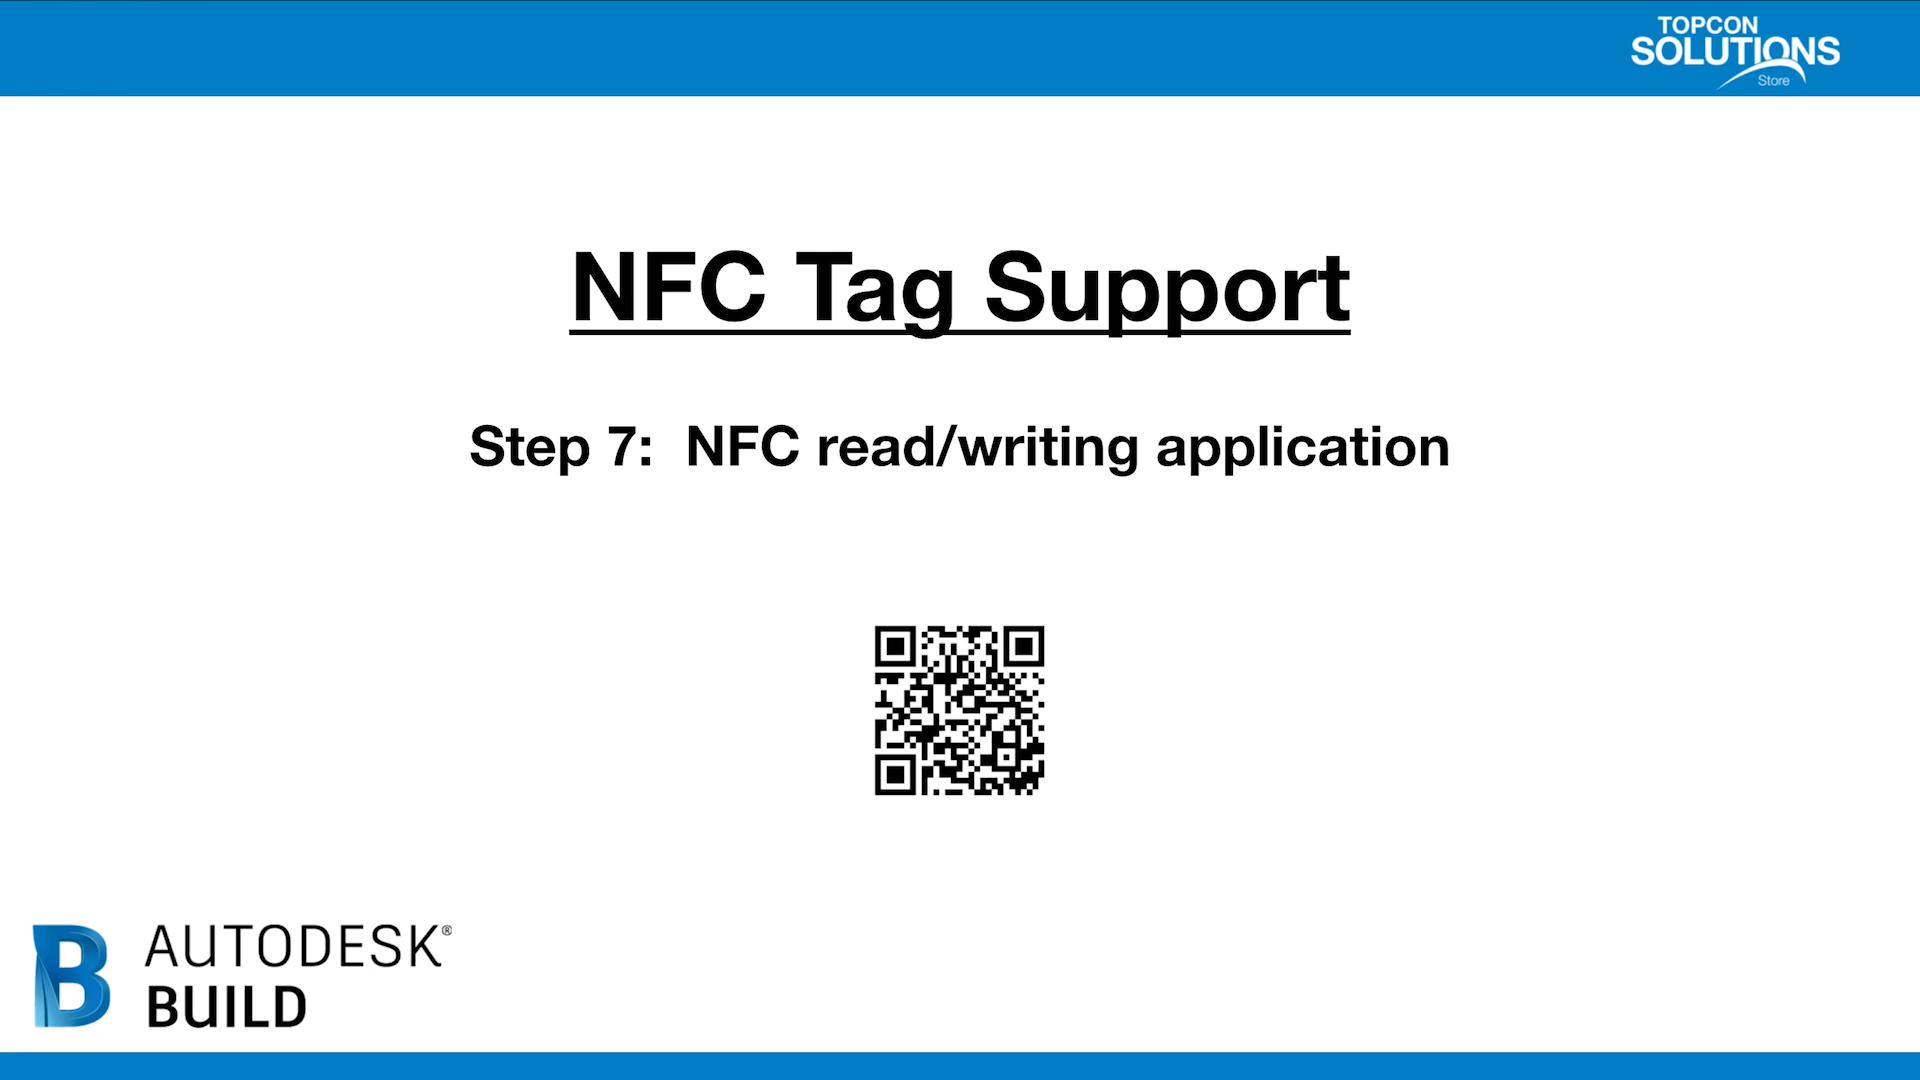 TOPCON
SOLUTIONS
Store
NFC Tag Support
Step 7: NFC read/writing application
AUTODESK®
BUILD